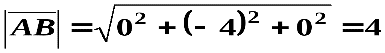 |AB| = √0² + (- 4)² + 0² = 4